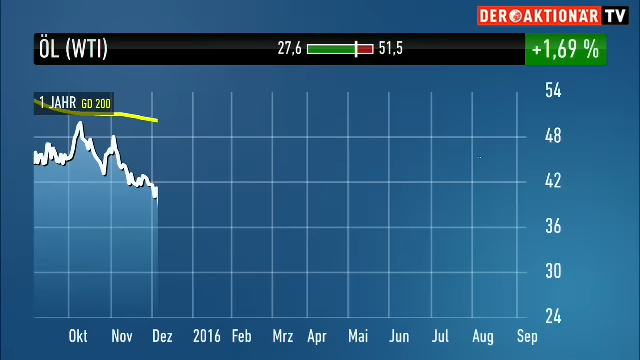 DER AKTIONÄR TV
ÖL (WTI) 27,6 51,5 +1,69 %
1 JAHR GD 200
54
48
42
36
30
24
Okt Nov Dez 2016 Feb Mrz Apr Mai Jun Jul Aug Sep